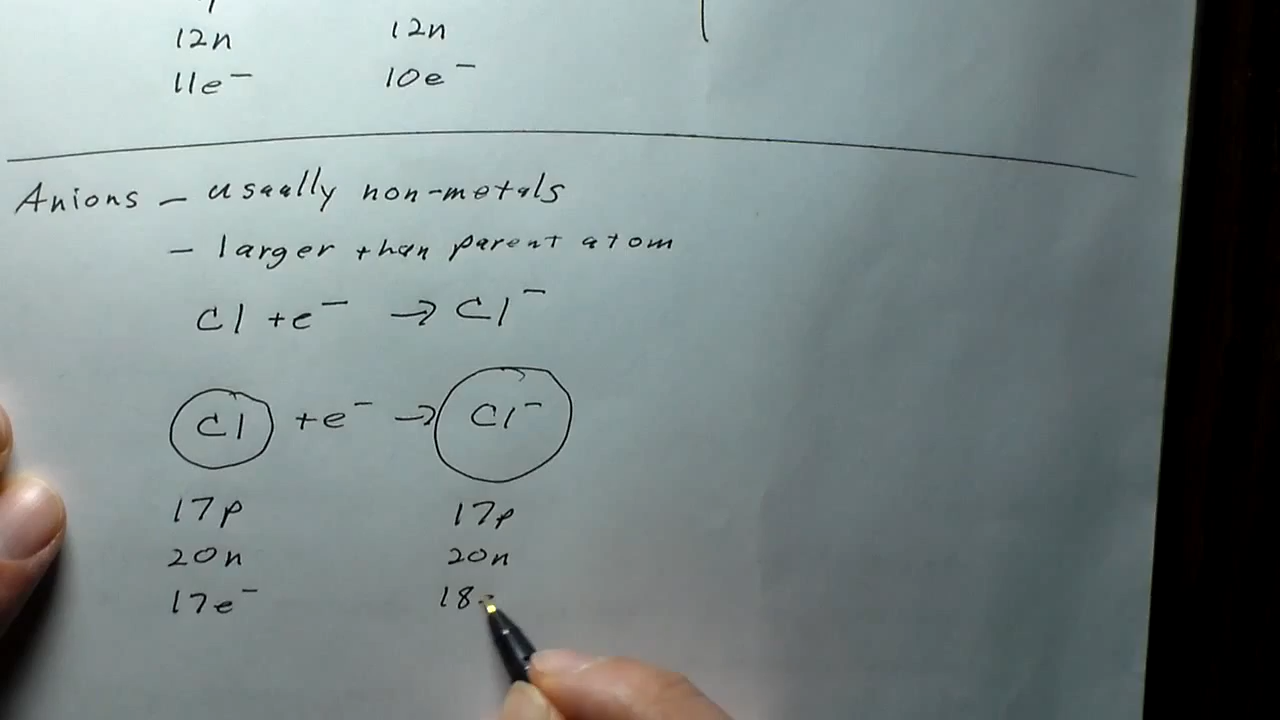 12n 12n
11e⁻ 10e⁻
Anions – usually non-metals
– larger than parent atom
Cl + e⁻ → Cl⁻
Cl + e⁻ → Cl⁻
17p 17p
20n 20n
17e⁻ 18